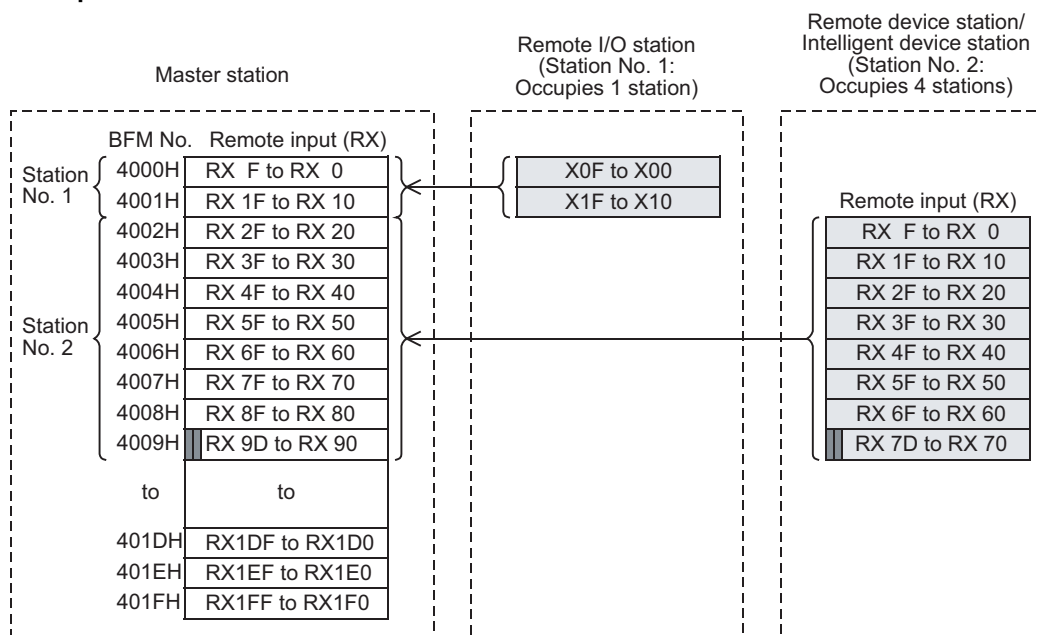 Master station
Remote I/O station
(Station No. 1:
Occupies 1 station)
Remote device station/
Intelligent device station
(Station No. 2:
Occupies 4 stations)
BFM No. Remote input (RX)
Station
No. 1
4000H RX F to RX 0
4001H RX 1F to RX 10
Station
No. 2
4002H RX 2F to RX 20
4003H RX 3F to RX 30
4004H RX 4F to RX 40
4005H RX 5F to RX 50
4006H RX 6F to RX 60
4007H RX 7F to RX 70
4008H RX 8F to RX 80
4009H RX 9D to RX 90
to to
401DH RX1DF to RX1D0
401EH RX1EF to RX1E0
401FH RX1FF to RX1F0
X0F to X00
X1F to X10
Remote input (RX)
RX F to RX 0
RX 1F to RX 10
RX 2F to RX 20
RX 3F to RX 30
RX 4F to RX 40
RX 5F to RX 50
RX 6F to RX 60
RX 7D to RX 70